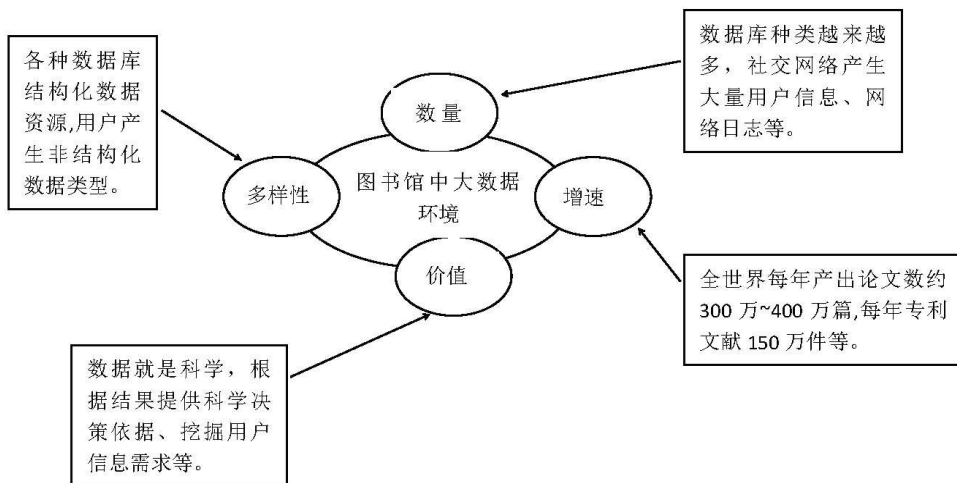 各种数据库
结构化数据
资源,用户产
生非结构化
数据类型。
数据库种类越来越
多，社交网络产生
大量用户信息、网
络日志等。
数量
多样性
图书馆中大数据
环境
增速
价值
全世界每年产出论文数约
300 万~400 万篇,每年专利
文献 150 万件等。
数据就是科学，根
据结果提供科学决
策依据、挖掘用户
信息需求等。